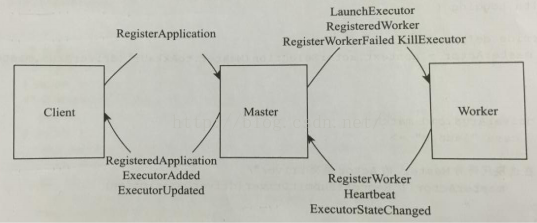 LaunchExecutor
RegisteredWorker
RegisterApplication
RegisterWorkerFailed KillExecutor
Client
Master
Worker
RegisteredApplication
ExecutorAdded
ExecutorUpdated
RegisterWorker
Heartbeat
ExecutorStateChanged